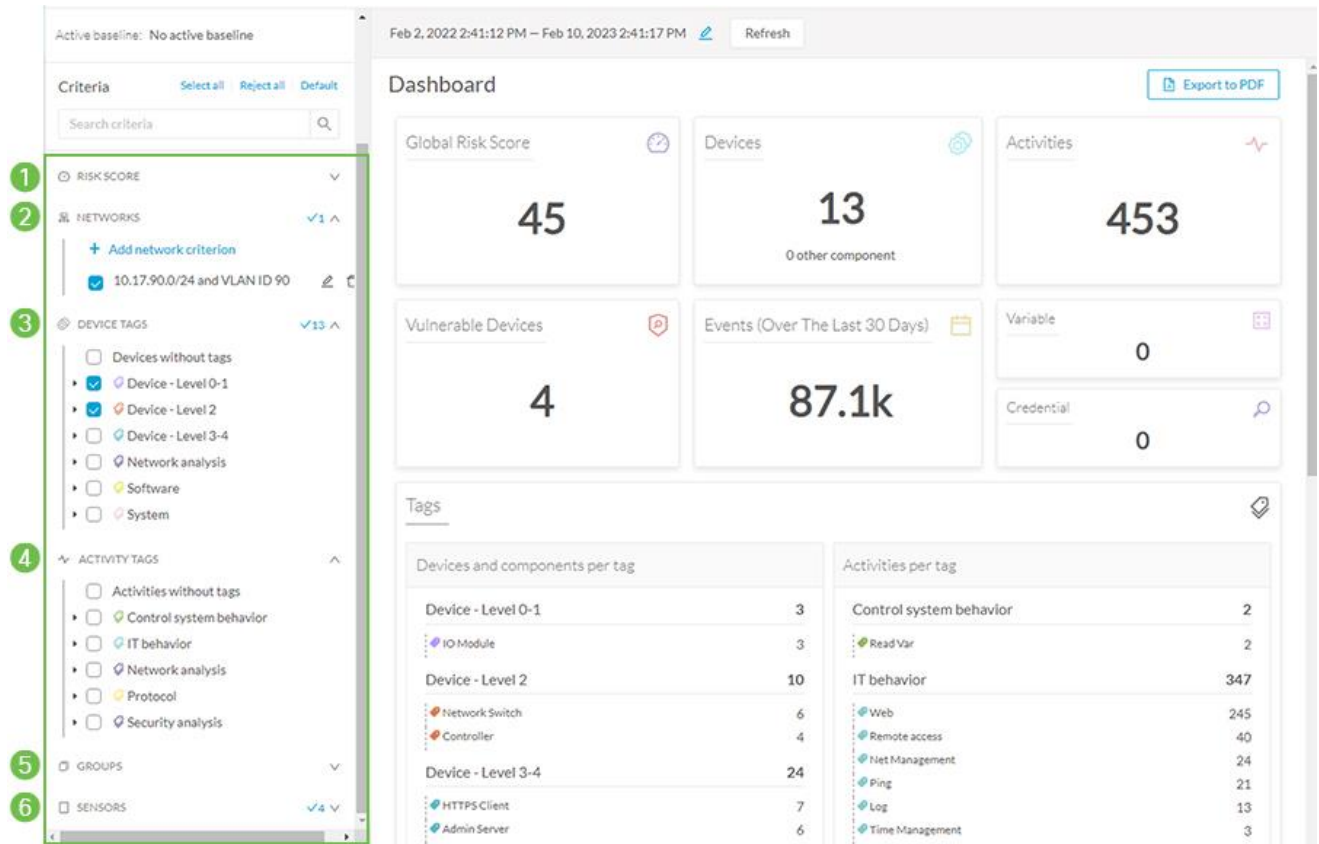 Active baseline: No active baseline
Criteria Select all Reject all Default
Search criteria
1 RISK SCORE
2 NETWORKS 1
+ Add network criterion
10.17.90.0/24 and VLAN ID 90
3 DEVICE TAGS 13
Devices without tags
Device - Level 0-1
Device - Level 2
Device - Level 3-4
Network analysis
Software
System
4 ACTIVITY TAGS
Activities without tags
Control system behavior
IT behavior
Network analysis
Protocol
Security analysis
5 GROUPS
6 SENSORS 4
Feb 2, 2022 2:41:12 PM — Feb 10, 2023 2:41:17 PM Refresh
Dashboard Export to PDF
Global Risk Score
45
Devices
13
0 other component
Activities
453
Vulnerable Devices
4
Events (Over The Last 30 Days)
87.1k
Variable
0
Credential
0
Tags
Devices and components per tag
Device - Level 0-1 3
IO Module 3
Device - Level 2 10
Network Switch 6
Controller 4
Device - Level 3-4 24
HTTPS Client 7
Admin Server 6
Activities per tag
Control system behavior 2
Read Var 2
IT behavior 347
Web 245
Remote access 40
Net Management 24
Ping 21
Log 13
Time Management 3